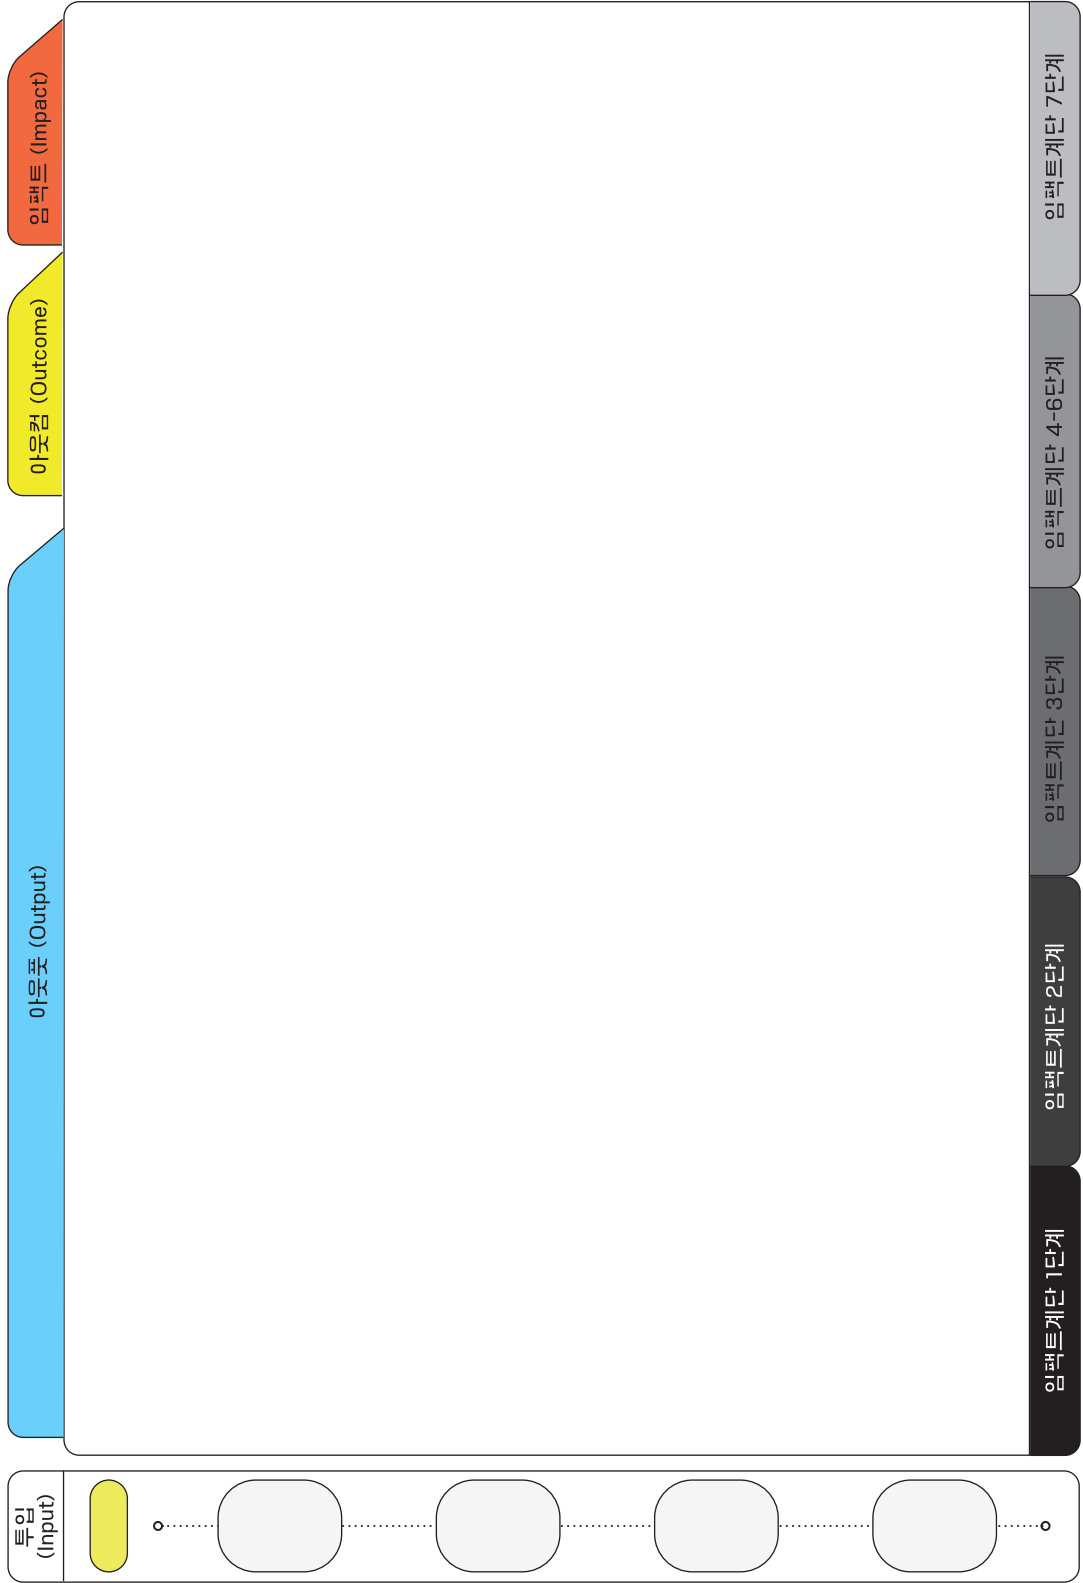 투입
(Input)
아웃풋 (Output)
아웃컴 (Outcome)
임팩트 (Impact)
임팩트계단 1단계
임팩트계단 2단계
임팩트계단 3단계
임팩트계단 4-6단계
임팩트계단 7단계